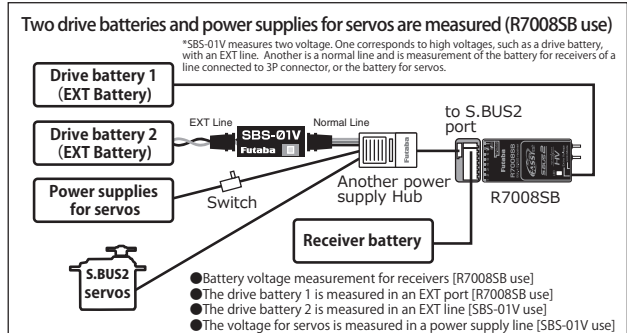 Two drive batteries and power supplies for servos are measured (R7008SB use)
*SBS-01V measures two voltage. One corresponds to high voltages, such as a drive battery,
with an EXT line. Another is a normal line and is measurement of the battery for receivers of a
line connected to 3P connector, or the battery for servos.
Drive battery 1
(EXT Battery)
to S.BUS2
port
Drive battery 2
(EXT Battery)
EXT Line
SBS-01V
Futaba
Normal Line
Futaba
R7008SB
FASSTest
S.BUS2
HV
Futaba
R7008SB
Power supplies
for servos
Switch
Another power
supply Hub
Receiver battery
S.BUS2
servos
●Battery voltage measurement for receivers [R7008SB use]
●The drive battery 1 is measured in an EXT port [R7008SB use]
●The drive battery 2 is measured in an EXT line [SBS-01V use]
●The voltage for servos is measured in a power supply line [SBS-01V use]